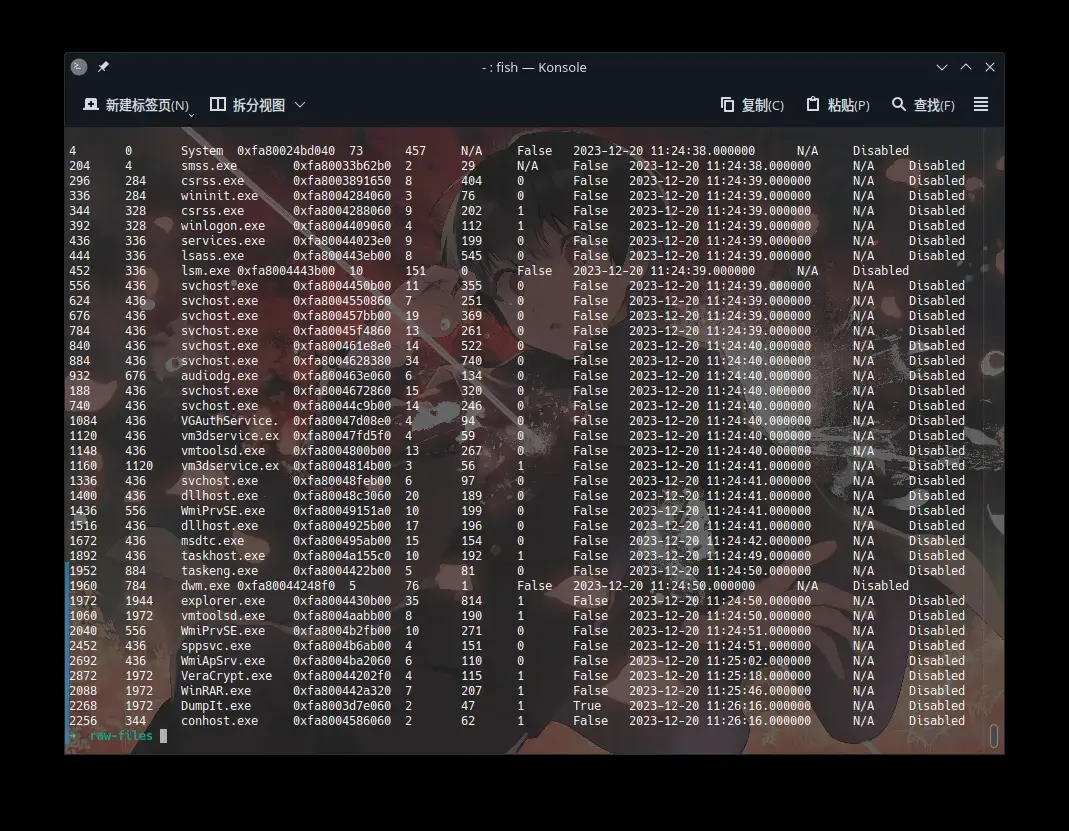 - : fish — Konsole
新建标签页(N) 拆分视图 复制(C) 粘贴(P) 查找(F)
4 0 System 0xfa80024bd040 73 457 N/A False 2023-12-20 11:24:38.000000 N/A Disabled
204 4 smss.exe 0xfa80033b62b0 2 29 N/A False 2023-12-20 11:24:38.000000 N/A Disabled
296 284 csrss.exe 0xfa8003891650 8 404 0 False 2023-12-20 11:24:39.000000 N/A Disabled
336 284 wininit.exe 0xfa8004284060 3 76 0 False 2023-12-20 11:24:39.000000 N/A Disabled
344 328 csrss.exe 0xfa8004288060 9 202 1 False 2023-12-20 11:24:39.000000 N/A Disabled
392 328 winlogon.exe 0xfa8004409060 4 112 1 False 2023-12-20 11:24:39.000000 N/A Disabled
436 336 services.exe 0xfa80044023e0 9 199 0 False 2023-12-20 11:24:39.000000 N/A Disabled
444 336 lsass.exe 0xfa800443eb00 8 545 0 False 2023-12-20 11:24:39.000000 N/A Disabled
452 336 lsm.exe 0xfa8004443b00 10 151 0 False 2023-12-20 11:24:39.000000 N/A Disabled
556 436 svchost.exe 0xfa8004450b00 11 355 0 False 2023-12-20 11:24:39.000000 N/A Disabled
624 436 svchost.exe 0xfa8004550860 7 251 0 False 2023-12-20 11:24:39.000000 N/A Disabled
676 436 svchost.exe 0xfa800457bb00 19 369 0 False 2023-12-20 11:24:39.000000 N/A Disabled
784 436 svchost.exe 0xfa80045f4860 13 261 0 False 2023-12-20 11:24:39.000000 N/A Disabled
840 436 svchost.exe 0xfa800461e8e0 14 522 0 False 2023-12-20 11:24:40.000000 N/A Disabled
884 436 svchost.exe 0xfa8004628380 34 740 0 False 2023-12-20 11:24:40.000000 N/A Disabled
932 676 audiodg.exe 0xfa800463e060 6 134 0 False 2023-12-20 11:24:40.000000 N/A Disabled
188 436 svchost.exe 0xfa8004672860 15 320 0 False 2023-12-20 11:24:40.000000 N/A Disabled
740 436 svchost.exe 0xfa80044c9b00 14 246 0 False 2023-12-20 11:24:40.000000 N/A Disabled
1084 436 VGAuthService. 0xfa80047d08e0 4 94 0 False 2023-12-20 11:24:40.000000 N/A Disabled
1120 436 vm3dservice.ex 0xfa80047fd5f0 4 59 0 False 2023-12-20 11:24:40.000000 N/A Disabled
1148 436 vmtoolsd.exe 0xfa8004800b00 13 267 0 False 2023-12-20 11:24:40.000000 N/A Disabled
1160 1120 vm3dservice.ex 0xfa8004814b00 3 56 1 False 2023-12-20 11:24:41.000000 N/A Disabled
1336 436 svchost.exe 0xfa80048feb00 6 97 0 False 2023-12-20 11:24:41.000000 N/A Disabled
1400 436 dllhost.exe 0xfa80048c3060 20 189 0 False 2023-12-20 11:24:41.000000 N/A Disabled
1436 556 WmiPrvSE.exe 0xfa80049151a0 10 199 0 False 2023-12-20 11:24:41.000000 N/A Disabled
1516 436 dllhost.exe 0xfa8004925b00 17 196 0 False 2023-12-20 11:24:41.000000 N/A Disabled
1672 436 msdtc.exe 0xfa800495ab00 15 154 0 False 2023-12-20 11:24:42.000000 N/A Disabled
1892 436 taskhost.exe 0xfa8004a155c0 10 192 1 False 2023-12-20 11:24:49.000000 N/A Disabled
1952 884 taskeng.exe 0xfa8004422b00 5 81 0 False 2023-12-20 11:24:50.000000 N/A Disabled
1960 784 dwm.exe 0xfa80044248f0 5 76 1 False 2023-12-20 11:24:50.000000 N/A Disabled
1972 1944 explorer.exe 0xfa8004430b00 35 814 1 False 2023-12-20 11:24:50.000000 N/A Disabled
1060 1972 vmtoolsd.exe 0xfa8004aabb00 8 190 1 False 2023-12-20 11:24:50.000000 N/A Disabled
2040 556 WmiPrvSE.exe 0xfa8004b2fb00 10 271 0 False 2023-12-20 11:24:51.000000 N/A Disabled
2452 436 sppsvc.exe 0xfa8004b6ab00 4 151 0 False 2023-12-20 11:24:51.000000 N/A Disabled
2692 436 WmiApSrv.exe 0xfa8004ba2060 6 110 0 False 2023-12-20 11:25:02.000000 N/A Disabled
2872 1972 VeraCrypt.exe 0xfa80044202f0 4 115 1 False 2023-12-20 11:25:18.000000 N/A Disabled
2088 1972 WinRAR.exe 0xfa800442a320 7 207 1 False 2023-12-20 11:25:46.000000 N/A Disabled
2268 1972 DumpIt.exe 0xfa8003d7e060 2 47 1 True 2023-12-20 11:26:16.000000 N/A Disabled
2256 344 conhost.exe 0xfa8004586060 2 62 1 False 2023-12-20 11:26:16.000000 N/A Disabled
→ raw-files